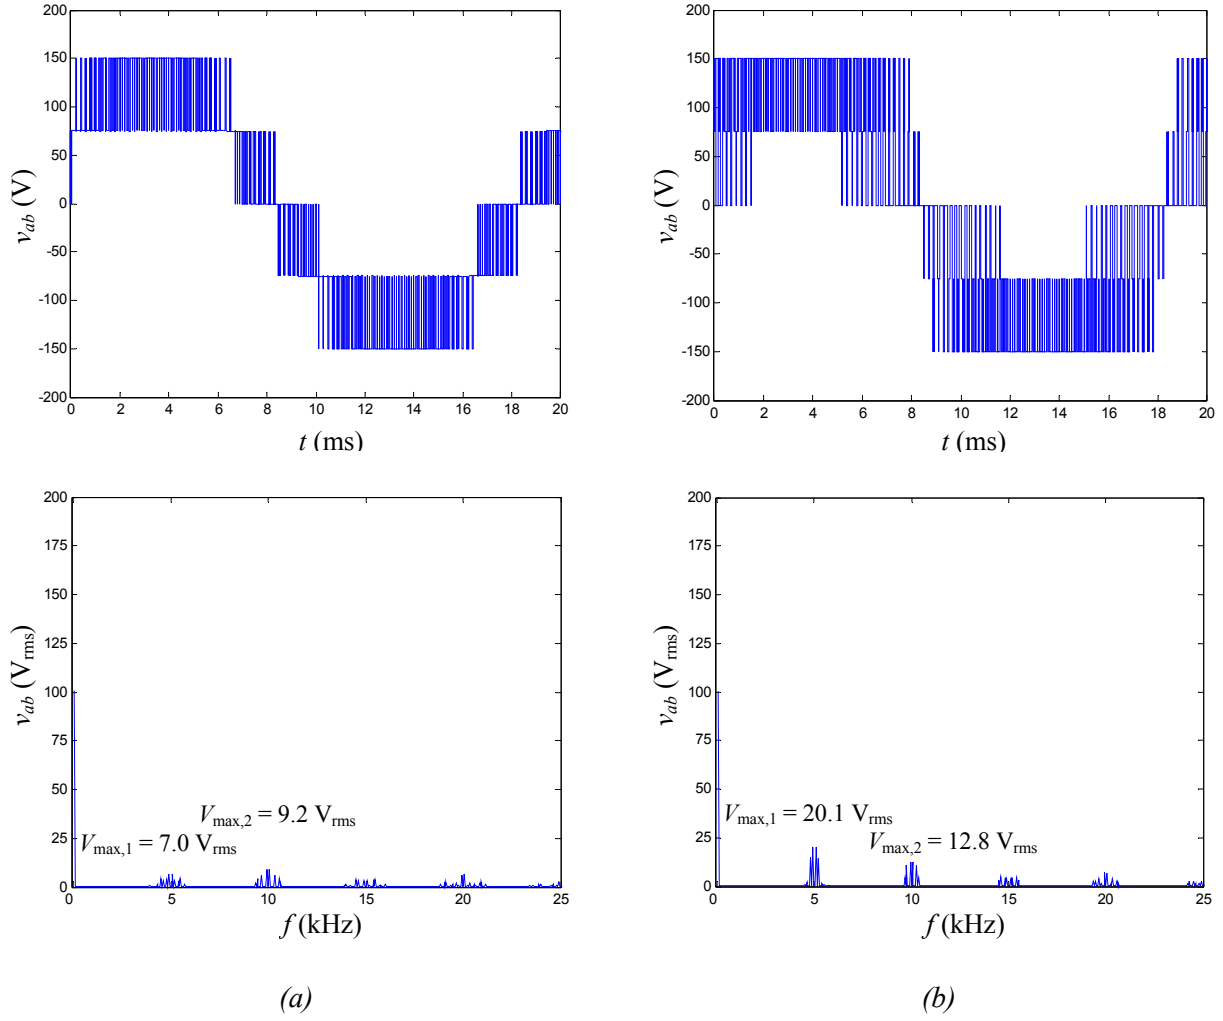 200
150
100
50
0
-50
-100
-150
-200
v_ab (V)
0 2 4 6 8 10 12 14 16 18 20
t (ms)
200
150
100
50
0
-50
-100
-150
-200
v_ab (V)
0 2 4 6 8 10 12 14 16 18 20
t (ms)
200
175
150
125
100
75
50
25
0
v_ab (V_rms)
V_max,2 = 9.2 V_rms
V_max,1 = 7.0 V_rms
0 5 10 15 20 25
f (kHz)
(a)
200
175
150
125
100
75
50
25
0
v_ab (V_rms)
V_max,1 = 20.1 V_rms
V_max,2 = 12.8 V_rms
0 5 10 15 20 25
f (kHz)
(b)